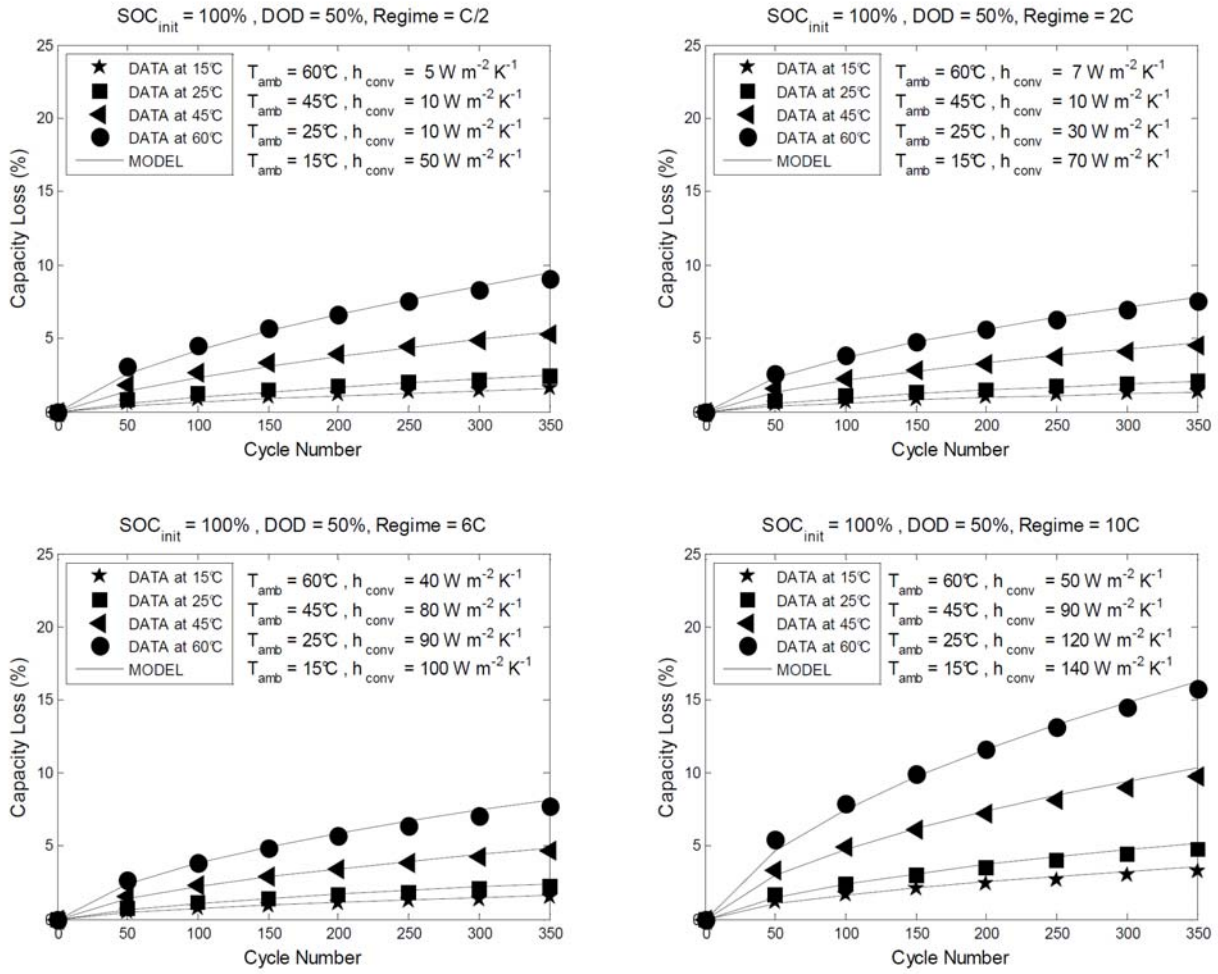 SOC_init = 100% , DOD = 50%, Regime = C/2
25
20
15
10
5
0
Capacity Loss (%)
DATA at 15°C
DATA at 25°C
DATA at 45°C
DATA at 60°C
MODEL
T_amb = 60°C , h_conv = 5 W m^-2 K^-1
T_amb = 45°C , h_conv = 10 W m^-2 K^-1
T_amb = 25°C , h_conv = 10 W m^-2 K^-1
T_amb = 15°C , h_conv = 50 W m^-2 K^-1
0 50 100 150 200 250 300 350
Cycle Number
SOC_init = 100% , DOD = 50%, Regime = 2C
25
20
15
10
5
0
Capacity Loss (%)
DATA at 15°C
DATA at 25°C
DATA at 45°C
DATA at 60°C
MODEL
T_amb = 60°C , h_conv = 7 W m^-2 K^-1
T_amb = 45°C , h_conv = 10 W m^-2 K^-1
T_amb = 25°C , h_conv = 30 W m^-2 K^-1
T_amb = 15°C , h_conv = 70 W m^-2 K^-1
0 50 100 150 200 250 300 350
Cycle Number
SOC_init = 100% , DOD = 50%, Regime = 6C
25
20
15
10
5
0
Capacity Loss (%)
DATA at 15°C
DATA at 25°C
DATA at 45°C
DATA at 60°C
MODEL
T_amb = 60°C , h_conv = 40 W m^-2 K^-1
T_amb = 45°C , h_conv = 80 W m^-2 K^-1
T_amb = 25°C , h_conv = 90 W m^-2 K^-1
T_amb = 15°C , h_conv = 100 W m^-2 K^-1
0 50 100 150 200 250 300 350
Cycle Number
SOC_init = 100% , DOD = 50%, Regime = 10C
25
20
15
10
5
0
Capacity Loss (%)
DATA at 15°C
DATA at 25°C
DATA at 45°C
DATA at 60°C
MODEL
T_amb = 60°C , h_conv = 50 W m^-2 K^-1
T_amb = 45°C , h_conv = 90 W m^-2 K^-1
T_amb = 25°C , h_conv = 120 W m^-2 K^-1
T_amb = 15°C , h_conv = 140 W m^-2 K^-1
0 50 100 150 200 250 300 350
Cycle Number